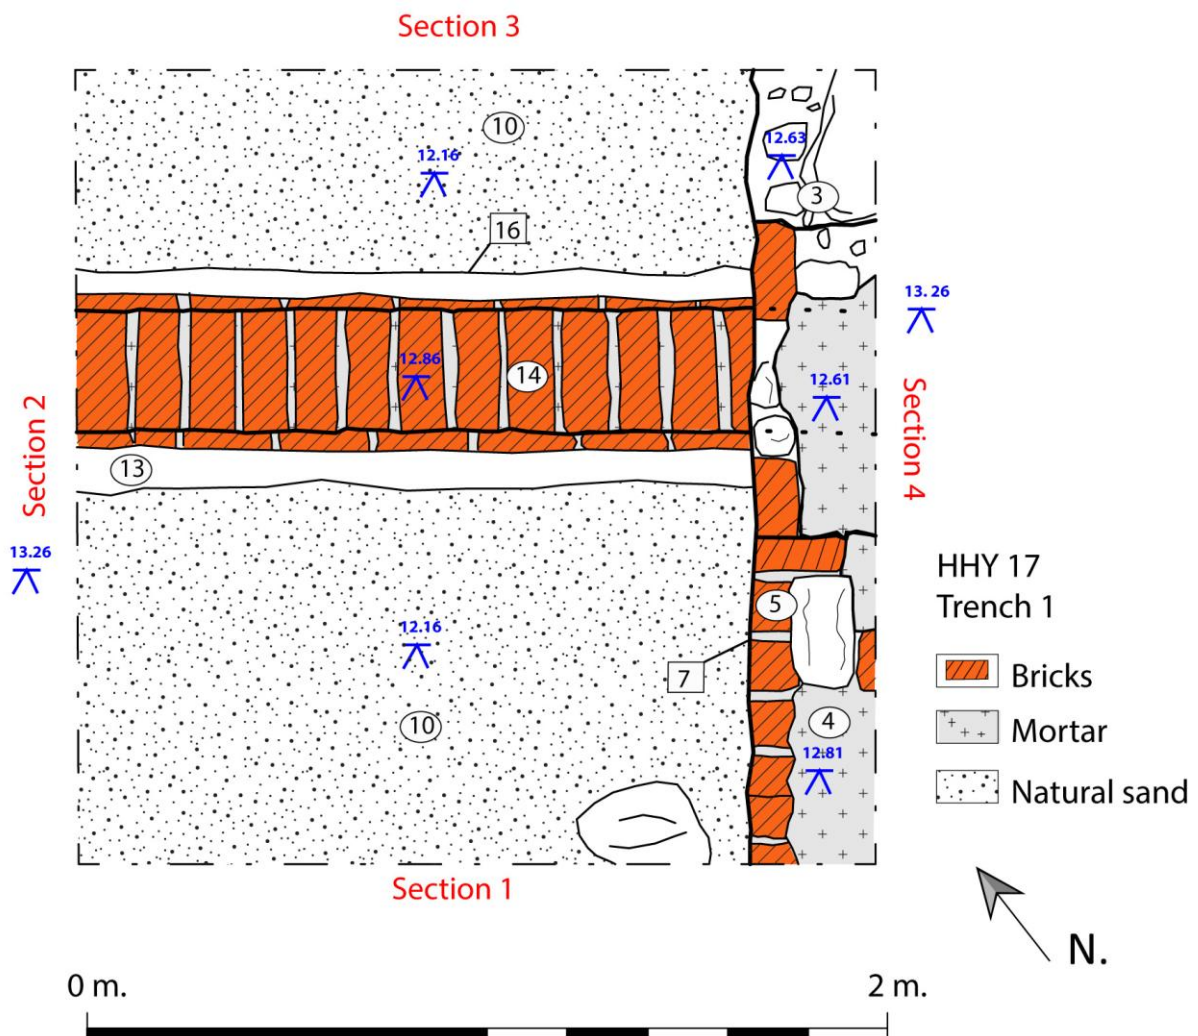 Section 3
10
12.63
12.16
3
16
13.26
12.86
14
12.61
Section 2
Section 4
13
13.26
HHY 17
Trench 1
5
12.16
7
Bricks
10
4
Mortar
12.81
Natural sand
Section 1
N.
0 m.
2 m.